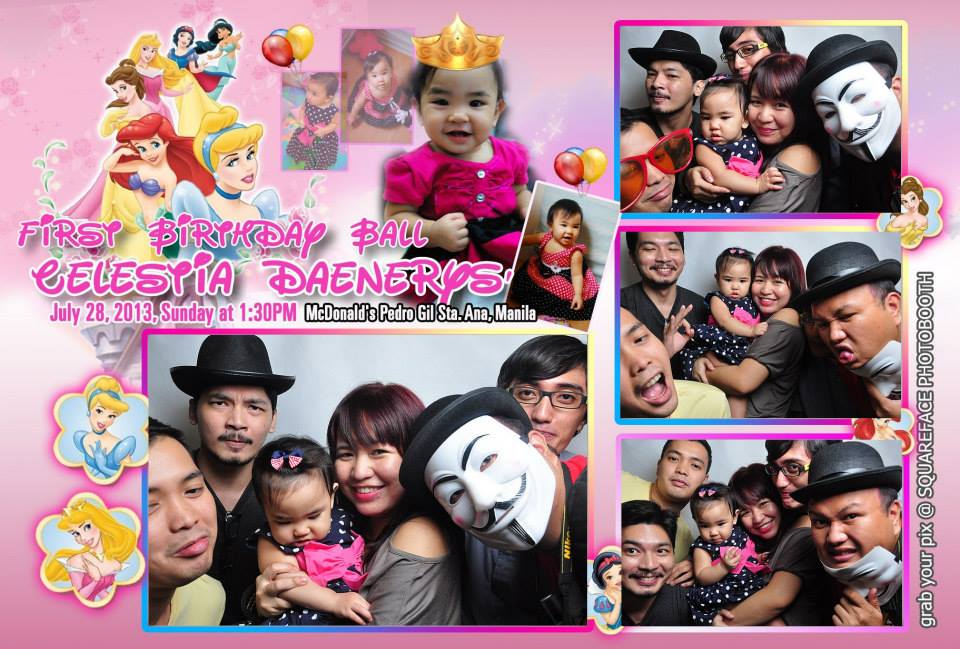 First Birthday Ball
Celestia Daenerys'
July 28, 2013, Sunday at 1:30PM McDonald's Pedro Gil Sta. Ana, Manila
grab your pix @ SQUAREFACE PHOTOBOOTH